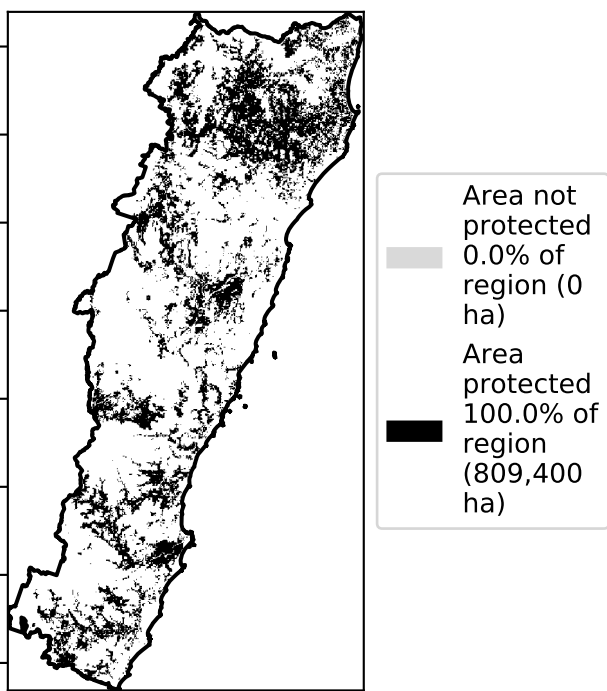 Area not
protected
0.0% of
region (0
ha)
Area
protected
100.0% of
region
(809,400
ha)